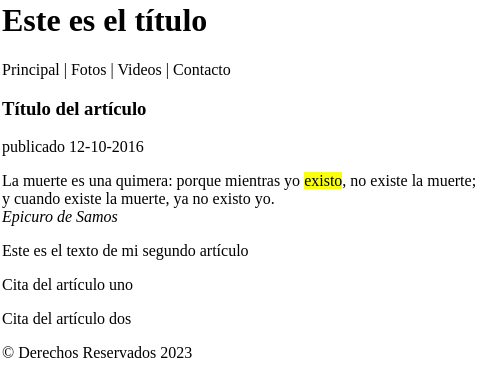 Este es el título
Principal | Fotos | Videos | Contacto
Título del artículo
publicado 12-10-2016
La muerte es una quimera: porque mientras yo existo, no existe la muerte;
y cuando existe la muerte, ya no existo yo.
Epicuro de Samos
Este es el texto de mi segundo artículo
Cita del artículo uno
Cita del artículo dos
© Derechos Reservados 2023